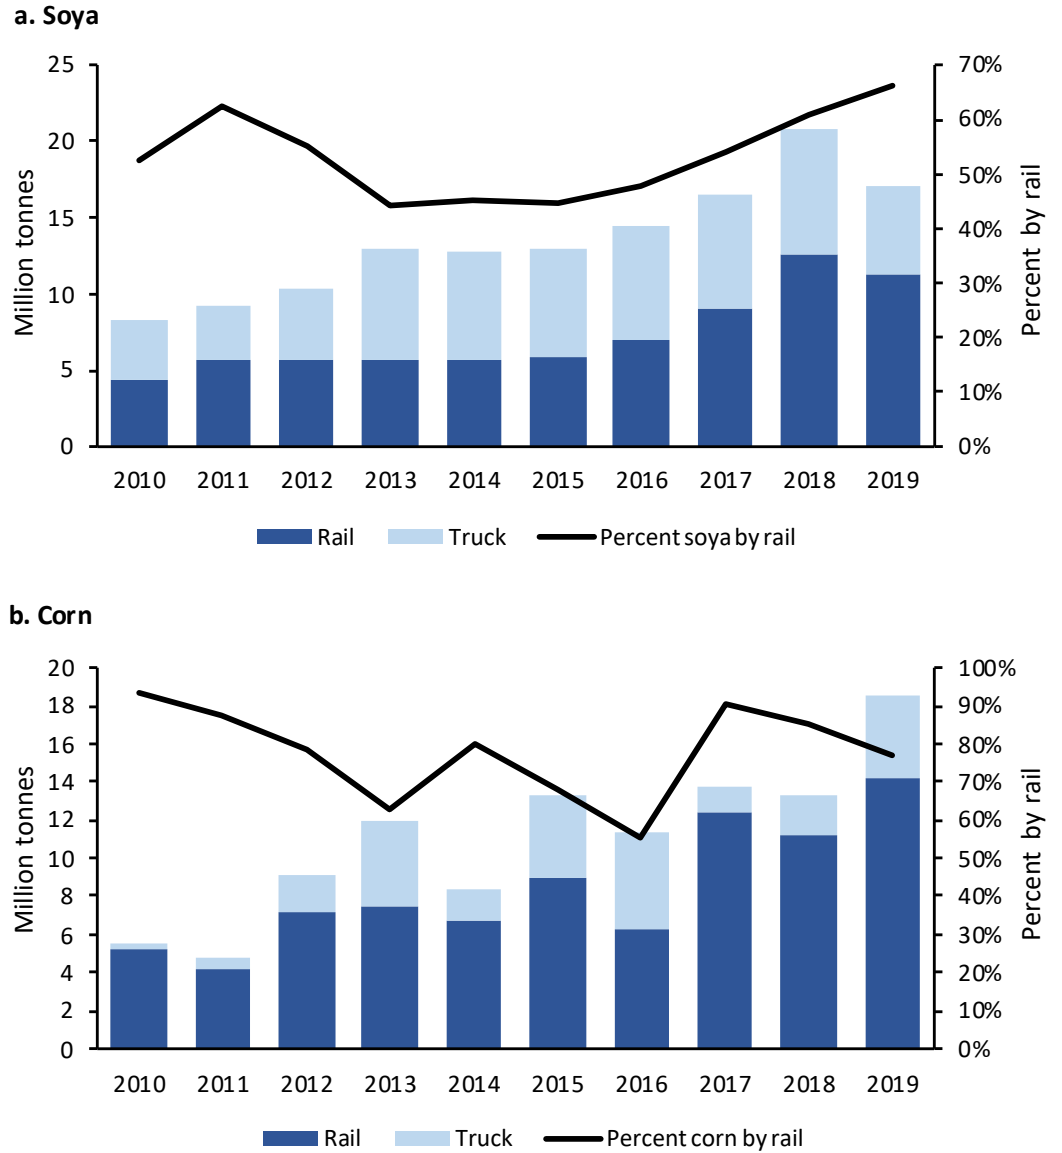 a. Soya
25 70%
20 60%
15 50%
10 40%
5 30%
0 20%
10%
0%
Million tonnes
Percent by rail
2010 2011 2012 2013 2014 2015 2016 2017 2018 2019
Rail Truck Percent soya by rail
b. Corn
20 100%
18 90%
16 80%
14 70%
12 60%
10 50%
8 40%
6 30%
4 20%
2 10%
0 0%
Million tonnes
Percent by rail
2010 2011 2012 2013 2014 2015 2016 2017 2018 2019
Rail Truck Percent corn by rail